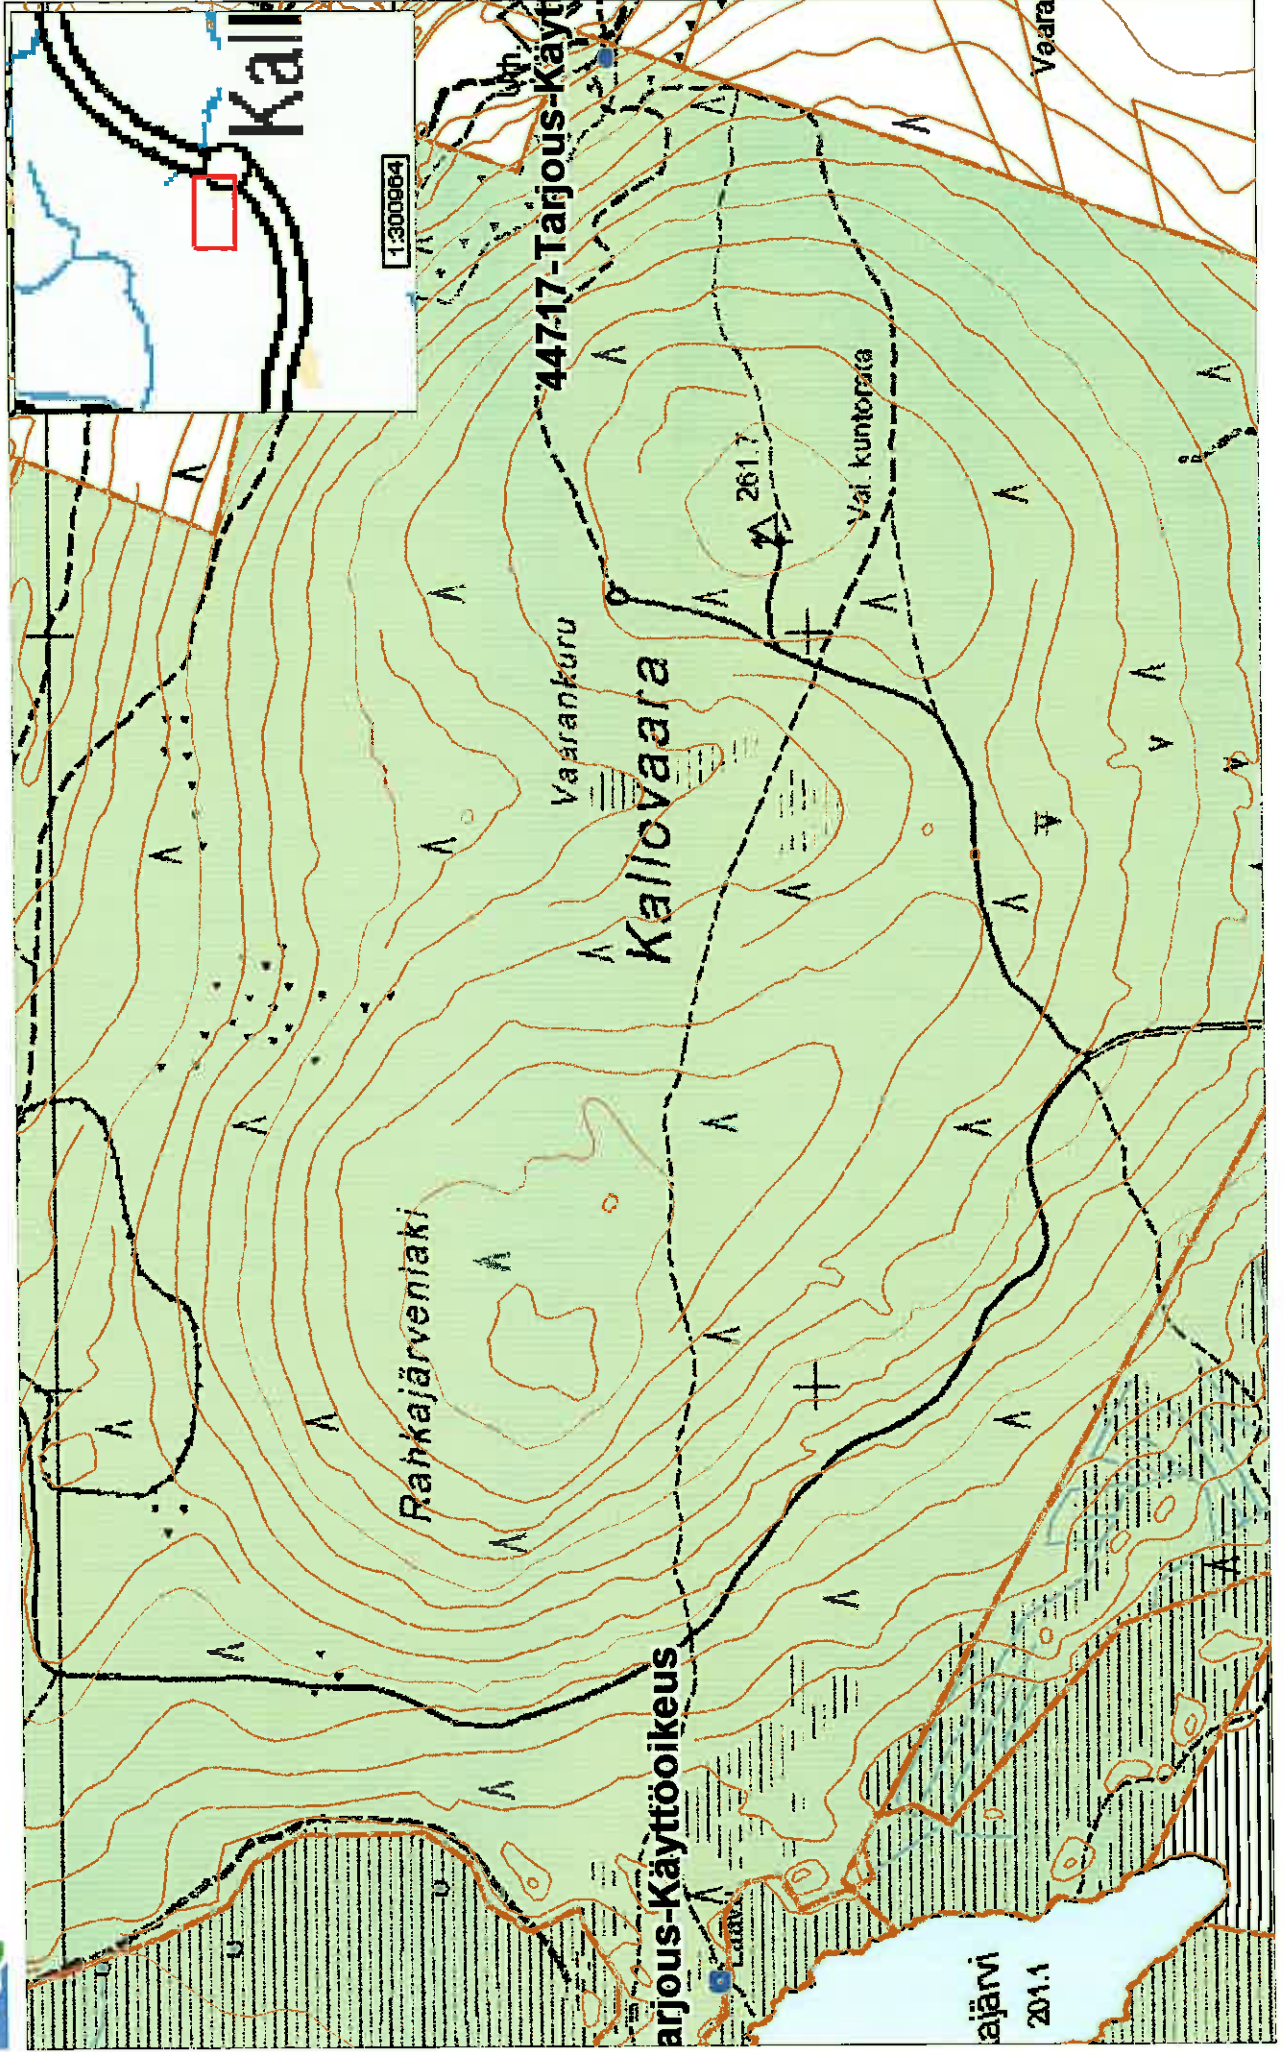 Kall
1:300964
44717-Tarjous-Käyt
Vaara
261.7
Val. kuntorata
Vaarankuru
Kallovaara
Rahkajärvenlaki
arjous-Käyttöoikeus
Laav.
ajärvi
201.1